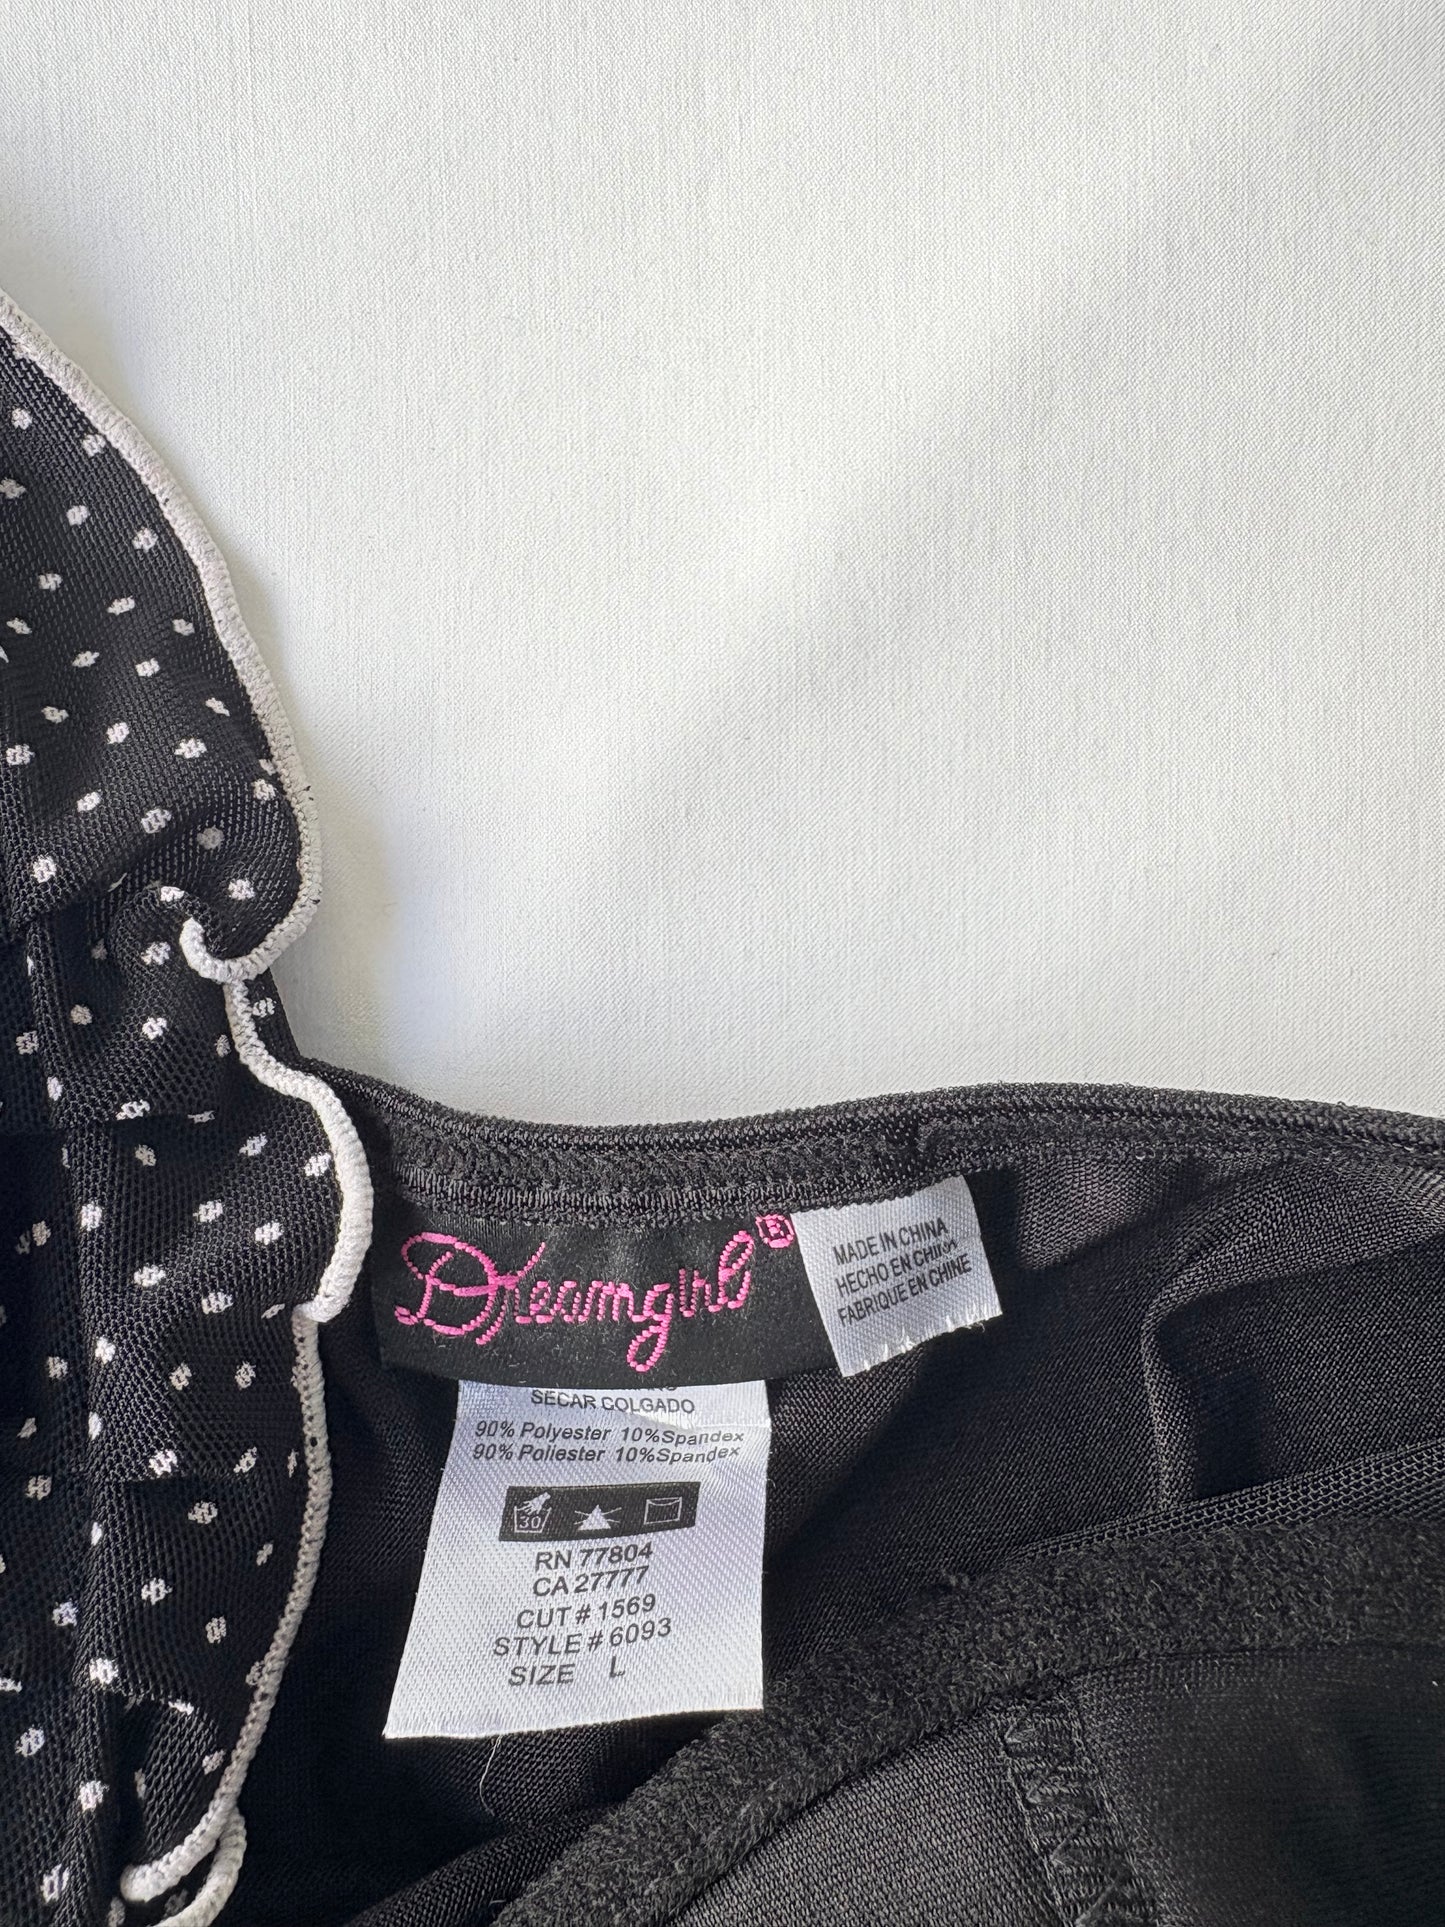 Dreamgirl®
MADE IN CHINA
HECHO EN CHINA
FABRIQUE EN CHINE
SECAR COLGADO
90% Polyester 10%Spandex
90% Poliester 10%Spandex
30
RN 77804
CA 27777
CUT # 1569
STYLE # 6093
SIZE L